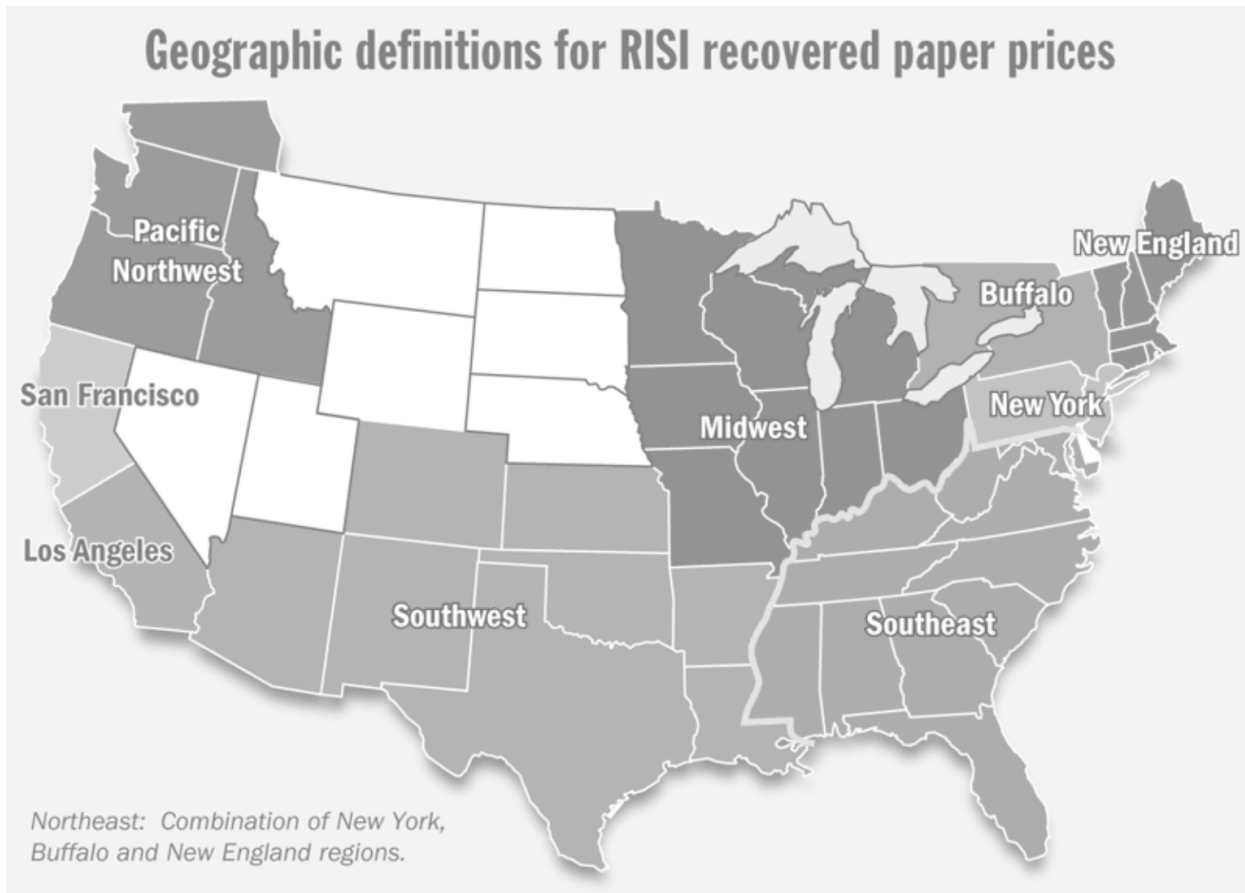 Geographic definitions for RISI recovered paper prices
Pacific
Northwest
New England
Buffalo
San Francisco
New York
Midwest
Los Angeles
Southwest
Southeast
Northeast: Combination of New York,
Buffalo and New England regions.